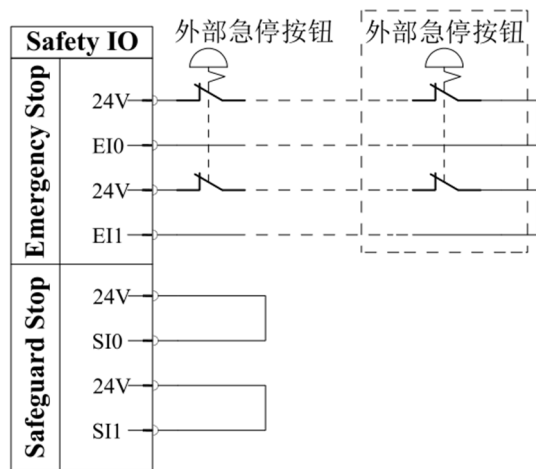 外部急停按钮 外部急停按钮
Safety IO
Emergency Stop
24V
EI0
24V
EI1
Safeguard Stop
24V
SI0
24V
SI1